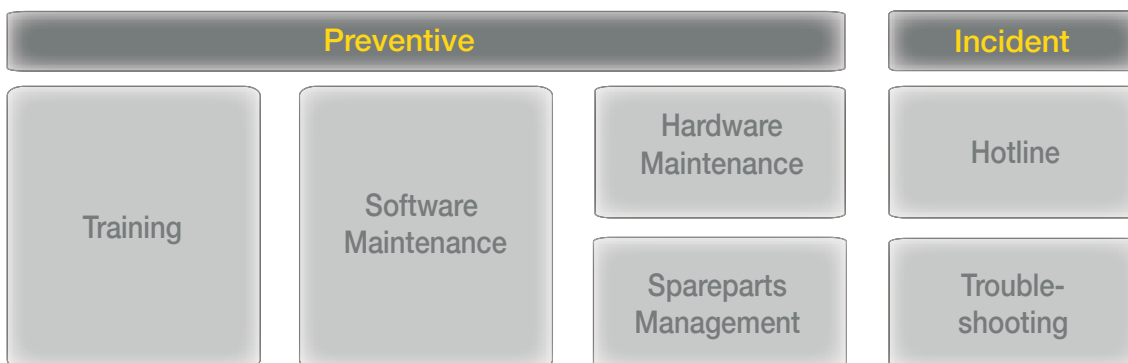 Preventive
Incident
Training
Software
Maintenance
Hardware
Maintenance
Spareparts
Management
Hotline
Trouble-
shooting